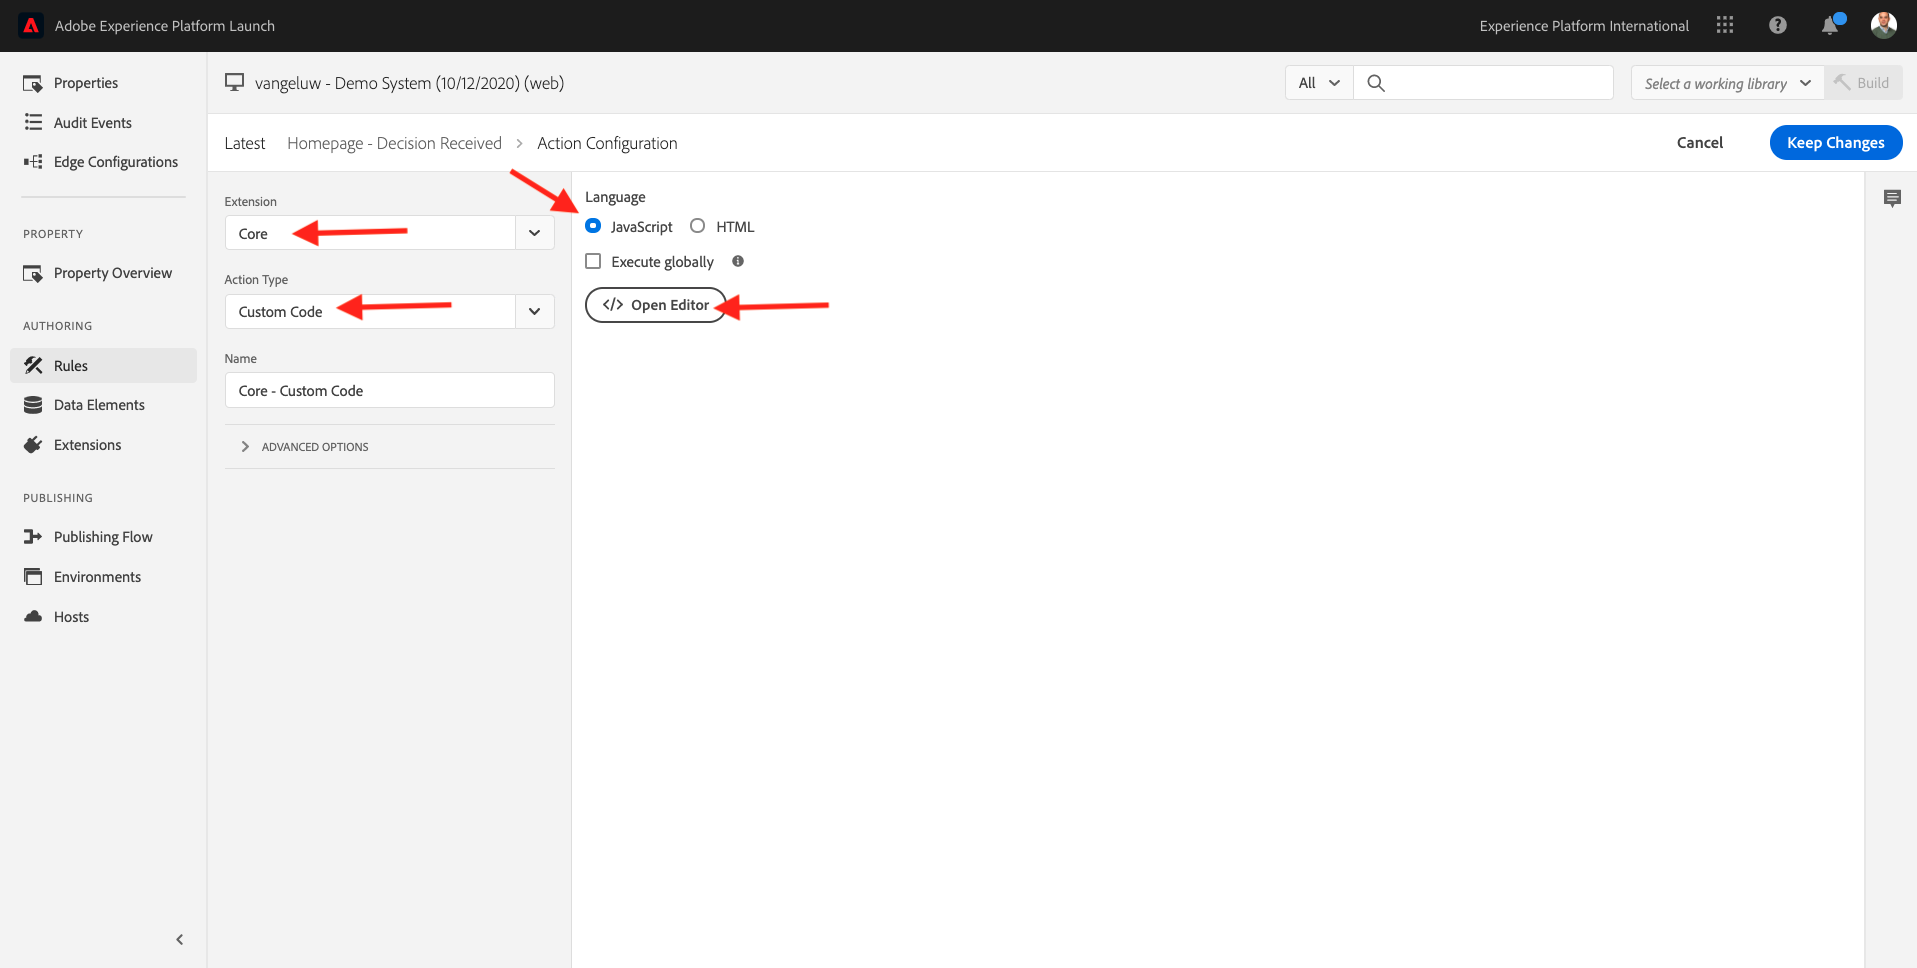 Adobe Experience Platform Launch
Experience Platform International
Properties
Audit Events
Edge Configurations
PROPERTY
Property Overview
AUTHORING
Rules
Data Elements
Extensions
PUBLISHING
Publishing Flow
Environments
Hosts
vangeluw - Demo System (10/12/2020) (web)
All
Select a working library
Build
Latest Homepage - Decision Received > Action Configuration
Cancel
Keep Changes
Extension
Core
Action Type
Custom Code
Name
Core - Custom Code
ADVANCED OPTIONS
Language
JavaScript HTML
Execute globally
</> Open Editor